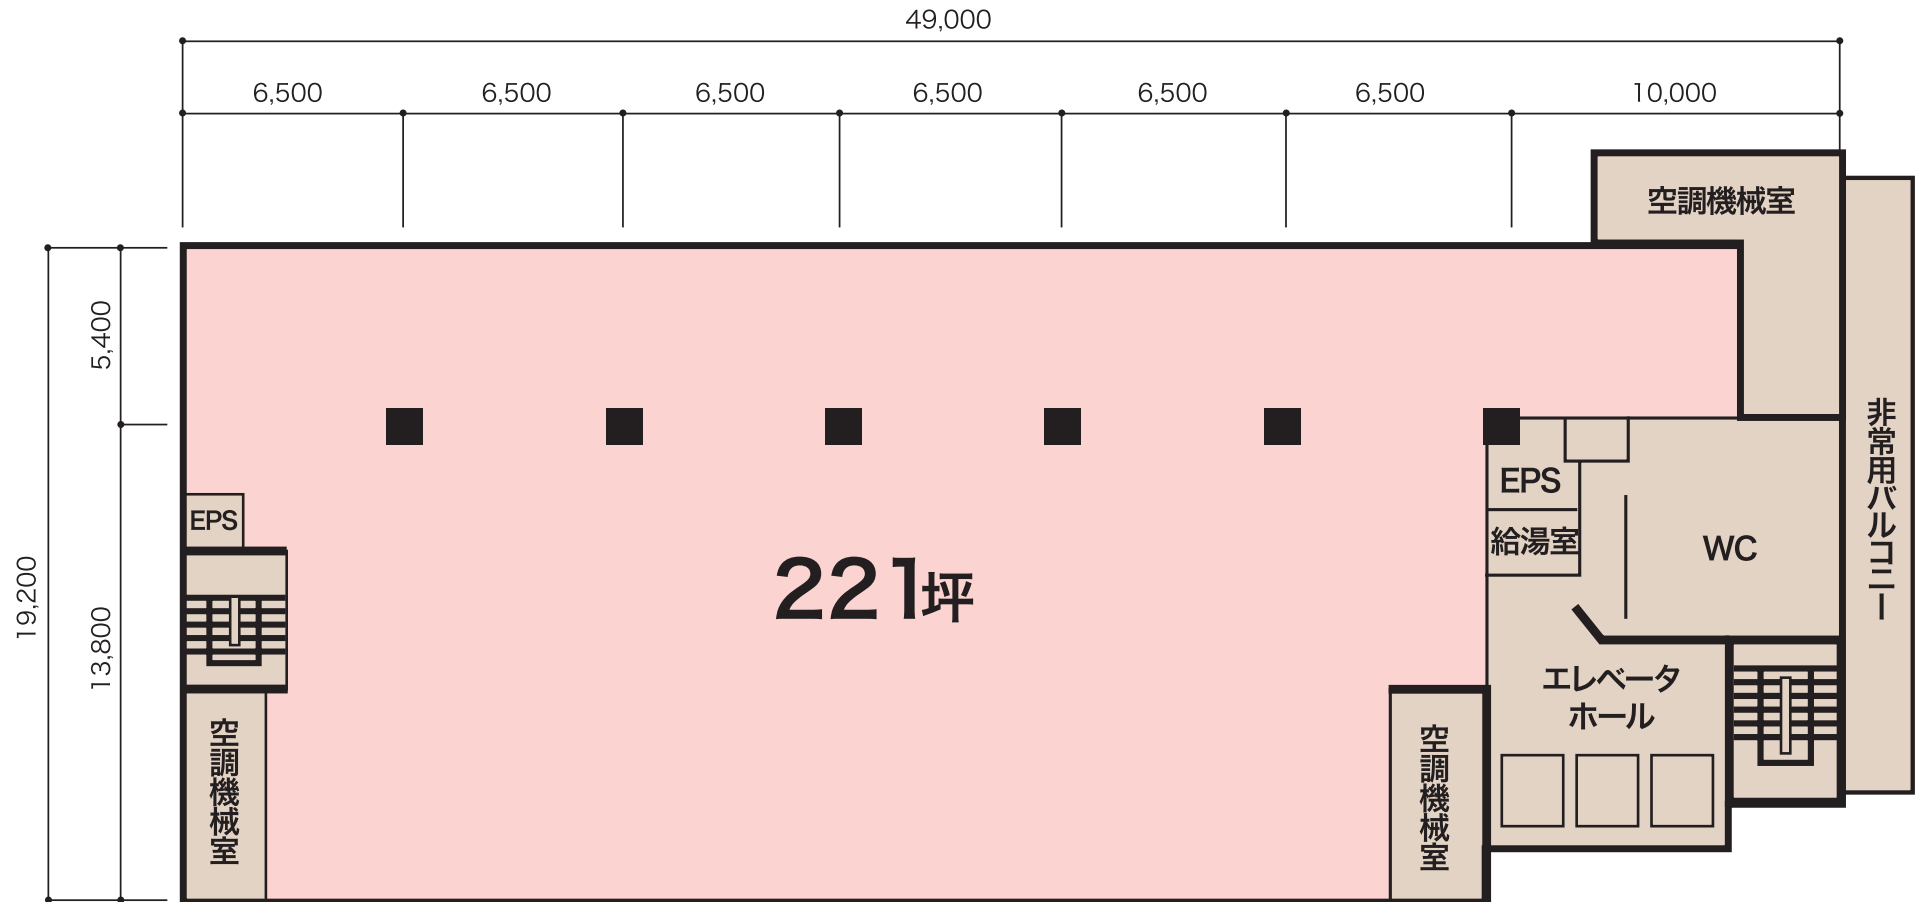 49,000
6,500
6,500
6,500
6,500
6,500
6,500
10,000
空調機械室
5,400
13,800
19,200
EPS
空調機械室
221坪
空調機械室
EPS
給湯室
WC
エレベータ
ホール
非常用バルコニー